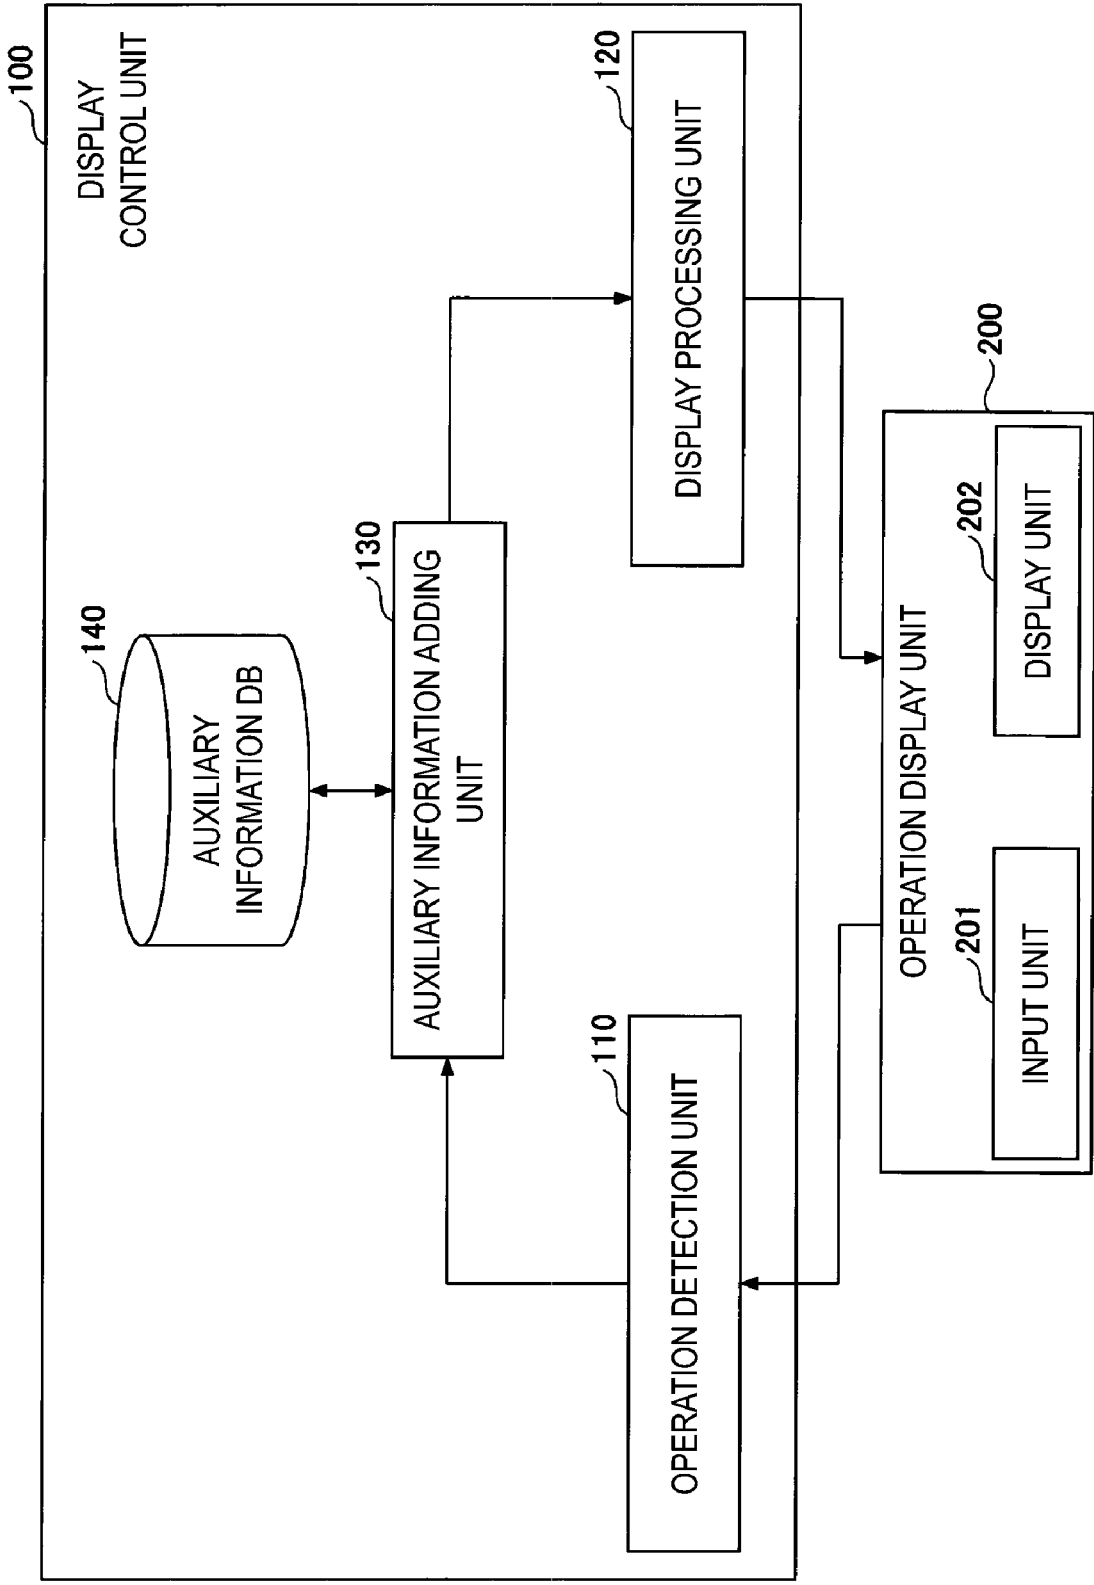 100
DISPLAY
CONTROL UNIT
140
AUXILIARY
INFORMATION DB
130
AUXILIARY INFORMATION ADDING
UNIT
110
OPERATION DETECTION UNIT
120
DISPLAY PROCESSING UNIT
200
OPERATION DISPLAY UNIT
201
INPUT UNIT
202
DISPLAY UNIT